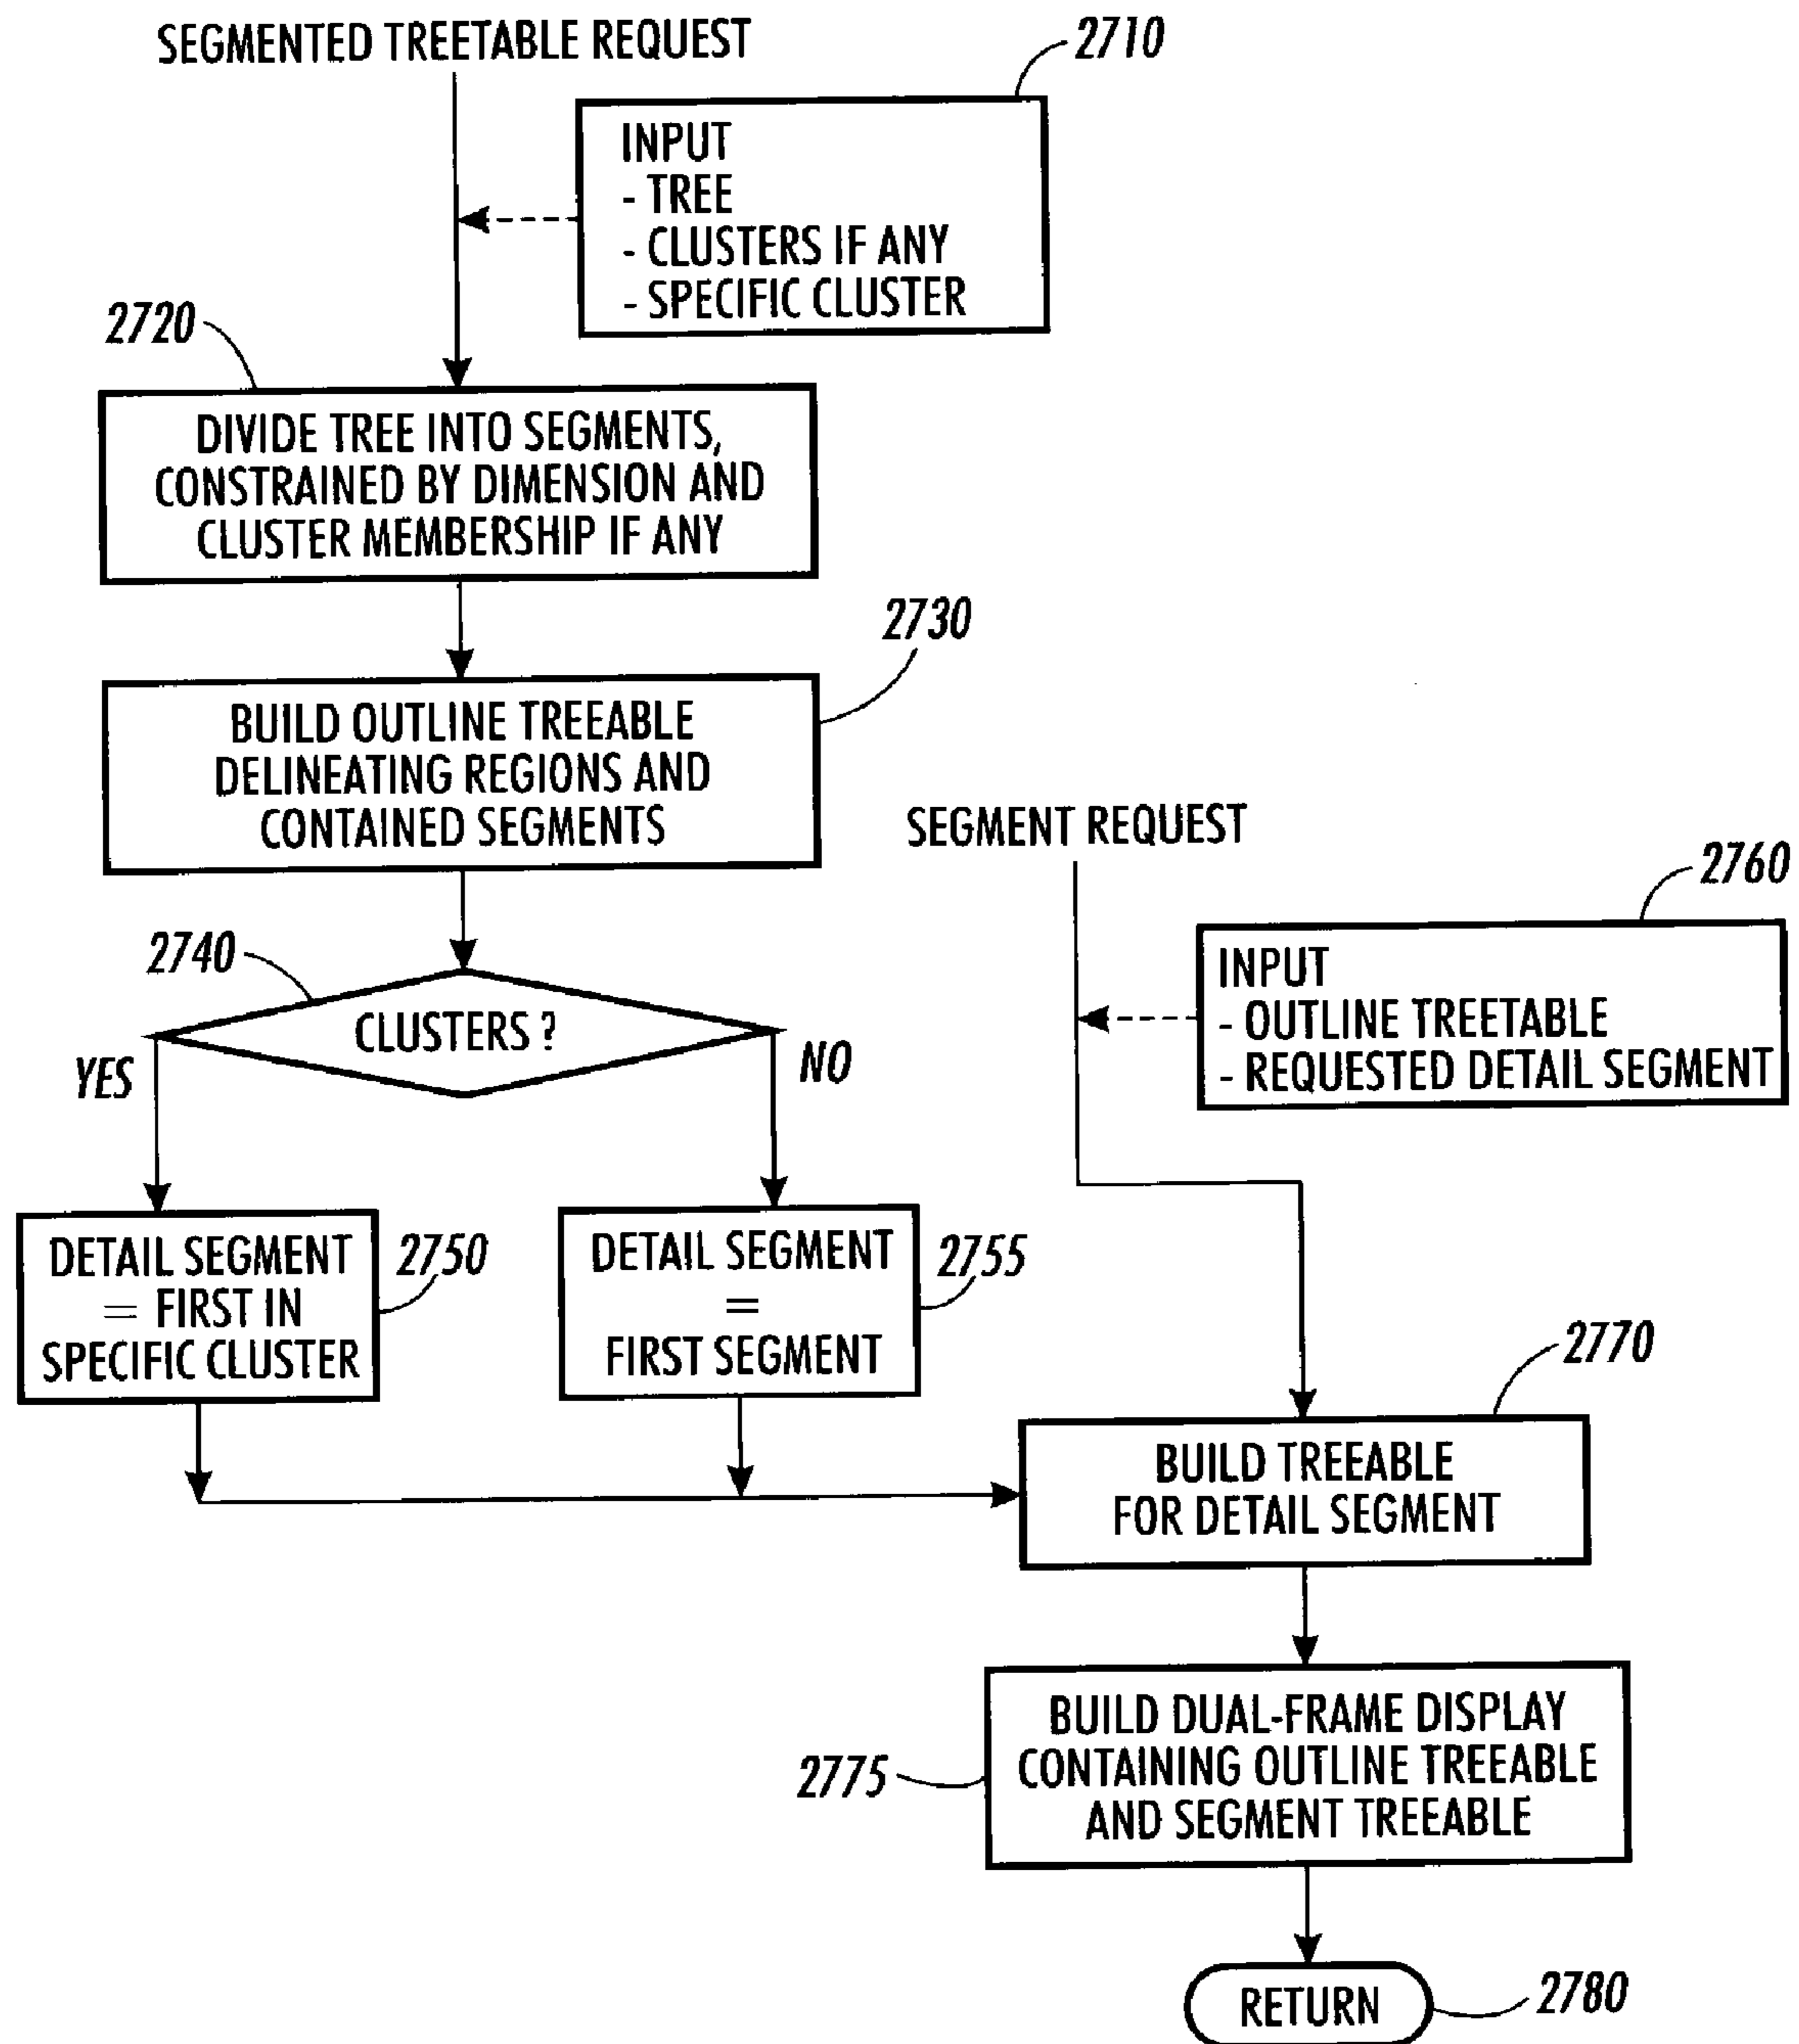 SEGMENTED TREETABLE REQUEST
2710
INPUT
- TREE
- CLUSTERS IF ANY
- SPECIFIC CLUSTER
2720
DIVIDE TREE INTO SEGMENTS,
CONSTRAINED BY DIMENSION AND
CLUSTER MEMBERSHIP IF ANY
2730
BUILD OUTLINE TREEABLE
DELINEATING REGIONS AND
CONTAINED SEGMENTS
SEGMENT REQUEST
2760
INPUT
- OUTLINE TREETABLE
- REQUESTED DETAIL SEGMENT
2740
CLUSTERS ?
YES
NO
DETAIL SEGMENT
= FIRST IN
SPECIFIC CLUSTER
2750
DETAIL SEGMENT
=
FIRST SEGMENT
2755
2770
BUILD TREEABLE
FOR DETAIL SEGMENT
2775
BUILD DUAL-FRAME DISPLAY
CONTAINING OUTLINE TREEABLE
AND SEGMENT TREEABLE
RETURN
2780